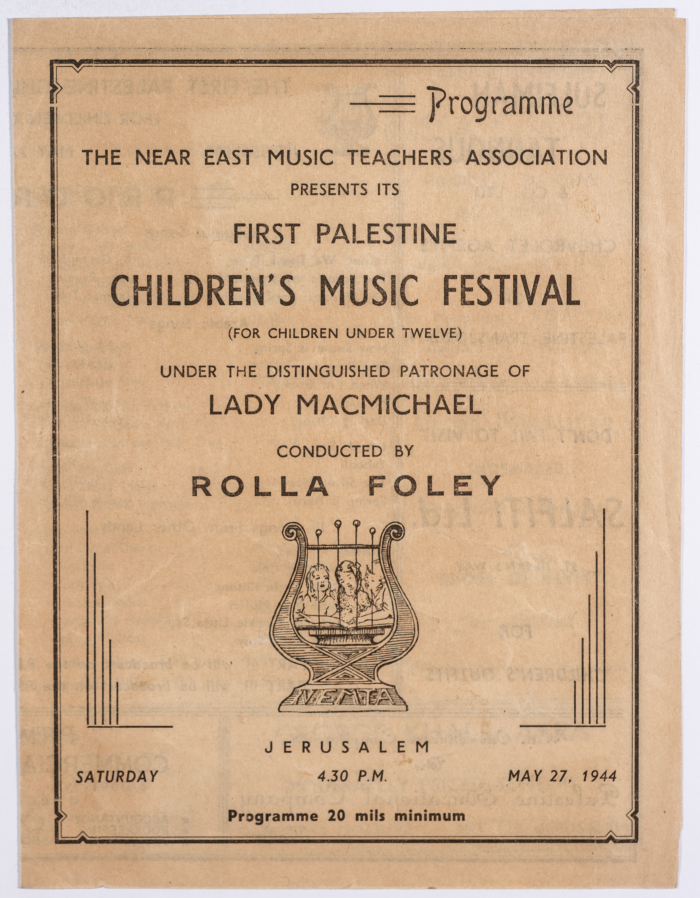 Programme
THE NEAR EAST MUSIC TEACHERS ASSOCIATION
PRESENTS ITS
FIRST PALESTINE
CHILDREN'S MUSIC FESTIVAL
(FOR CHILDREN UNDER TWELVE)
UNDER THE DISTINGUISHED PATRONAGE OF
LADY MACMICHAEL
CONDUCTED BY
ROLLA FOLEY
NEMTA
JERUSALEM
SATURDAY 4.30 P.M. MAY 27, 1944
Programme 20 mils minimum